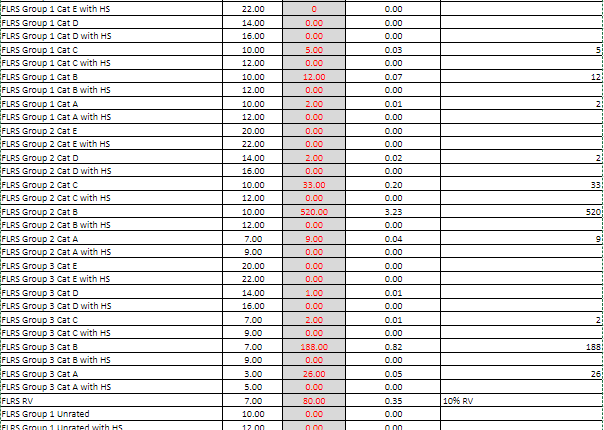 FLRS Group 1 Cat E with HS 22.00 0 0.00
FLRS Group 1 Cat D 14.00 0.00 0.00
FLRS Group 1 Cat D with HS 16.00 0.00 0.00
FLRS Group 1 Cat C 10.00 5.00 0.03 5
FLRS Group 1 Cat C with HS 12.00 0.00 0.00
FLRS Group 1 Cat B 10.00 12.00 0.07 12
FLRS Group 1 Cat B with HS 12.00 0.00 0.00
FLRS Group 1 Cat A 10.00 2.00 0.01 2
FLRS Group 1 Cat A with HS 12.00 0.00 0.00
FLRS Group 2 Cat E 20.00 0.00 0.00
FLRS Group 2 Cat E with HS 22.00 0.00 0.00
FLRS Group 2 Cat D 14.00 2.00 0.02 2
FLRS Group 2 Cat D with HS 16.00 0.00 0.00
FLRS Group 2 Cat C 10.00 33.00 0.20 33
FLRS Group 2 Cat C with HS 12.00 0.00 0.00
FLRS Group 2 Cat B 10.00 520.00 3.23 520
FLRS Group 2 Cat B with HS 12.00 0.00 0.00
FLRS Group 2 Cat A 7.00 9.00 0.04 9
FLRS Group 2 Cat A with HS 9.00 0.00 0.00
FLRS Group 3 Cat E 20.00 0.00 0.00
FLRS Group 3 Cat E with HS 22.00 0.00 0.00
FLRS Group 3 Cat D 14.00 1.00 0.01
FLRS Group 3 Cat D with HS 16.00 0.00 0.00
FLRS Group 3 Cat C 7.00 2.00 0.01 2
FLRS Group 3 Cat C with HS 9.00 0.00 0.00
FLRS Group 3 Cat B 7.00 188.00 0.82 188
FLRS Group 3 Cat B with HS 9.00 0.00 0.00
FLRS Group 3 Cat A 3.00 26.00 0.05 26
FLRS Group 3 Cat A with HS 5.00 0.00 0.00
FLRS RV 7.00 80.00 0.35 10% RV
FLRS Group 1 Unrated 10.00 0.00 0.00
FLRS Group 1 Unrated with HS 12.00 0.00 0.00